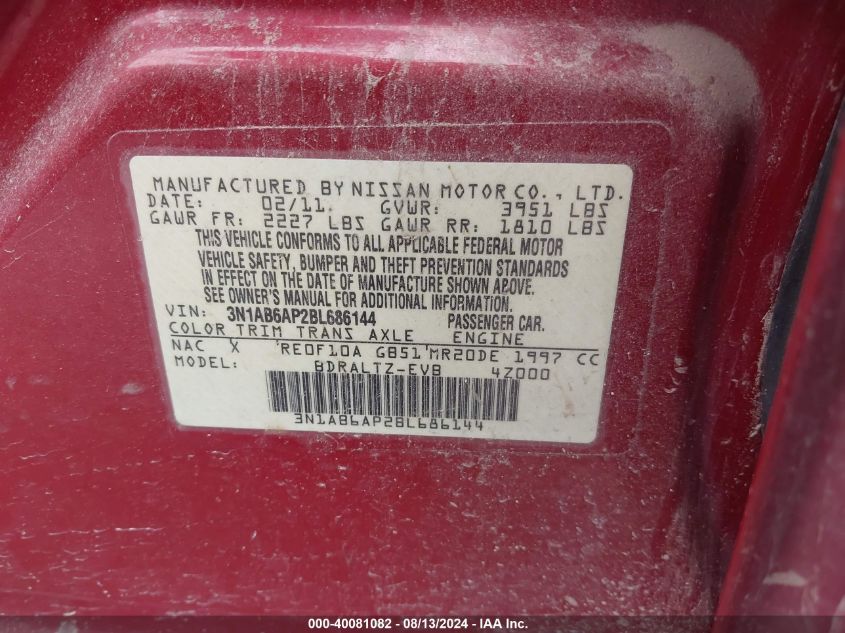 MANUFACTURED BY NISSAN MOTOR CO., LTD.
DATE: 02/11. GVWR: 3951 LBS
GAWR FR: 2227 LBS GAWR RR: 1810 LBS
THIS VEHICLE CONFORMS TO ALL APPLICABLE FEDERAL MOTOR
VEHICLE SAFETY, BUMPER AND THEFT PREVENTION STANDARDS
IN EFFECT ON THE DATE OF MANUFACTURE SHOWN ABOVE.
SEE OWNER'S MANUAL FOR ADDITIONAL INFORMATION.
VIN: 3N1AB6AP2BL686144 PASSENGER CAR.
COLOR TRIM TRANS AXLE ENGINE
NAC X 'RE0F10A GB51'MR20DE 1997 CC
MODEL: BDRALTZ-EVB 4Z000
3N1AB6AP2BL686144
000-40081082 - 08/13/2024 - IAA Inc.